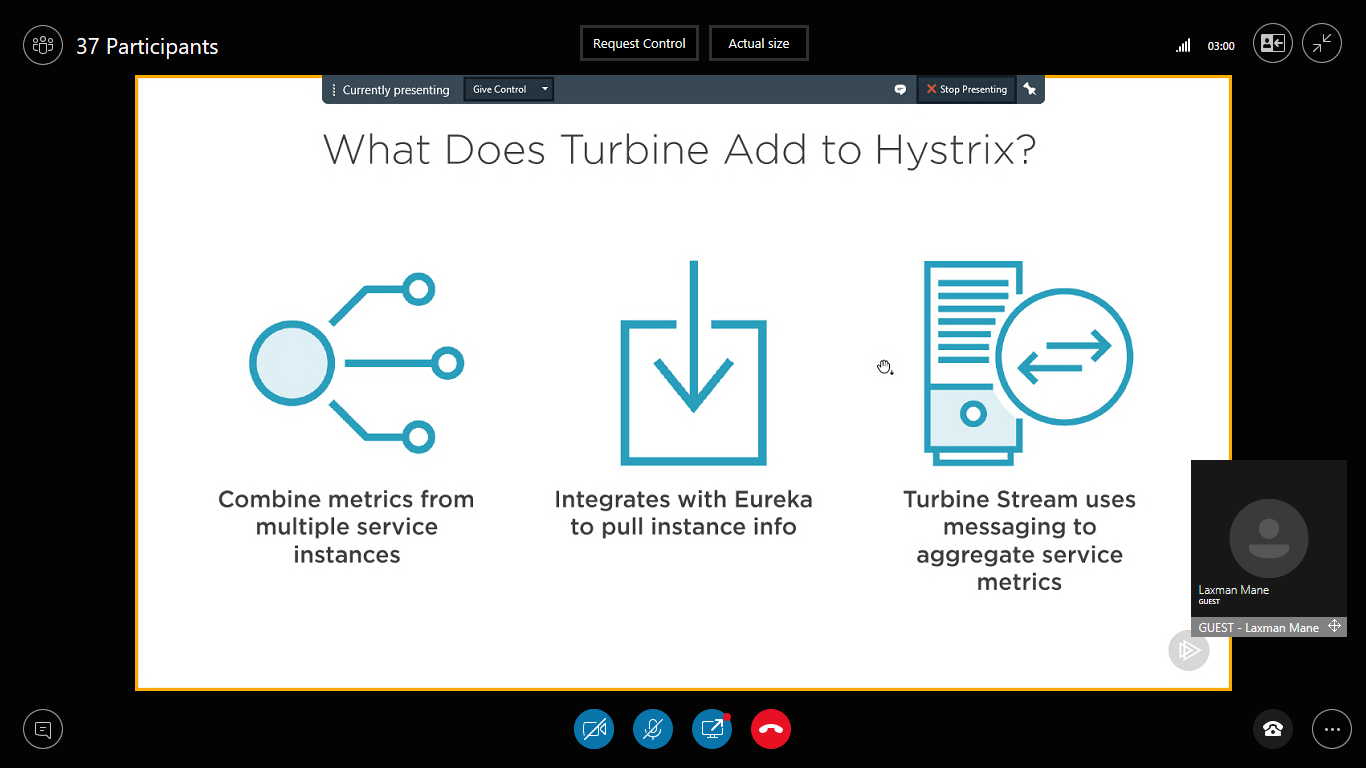 37 Participants
Request Control
Actual size
03:00
Currently presenting
Give Control
Stop Presenting
What Does Turbine Add to Hystrix?
Combine metrics from
multiple service
instances
Integrates with Eureka
to pull instance info
Turbine Stream uses
messaging to
aggregate service
metrics
Laxman Mane
GUEST
GUEST - Laxman Mane